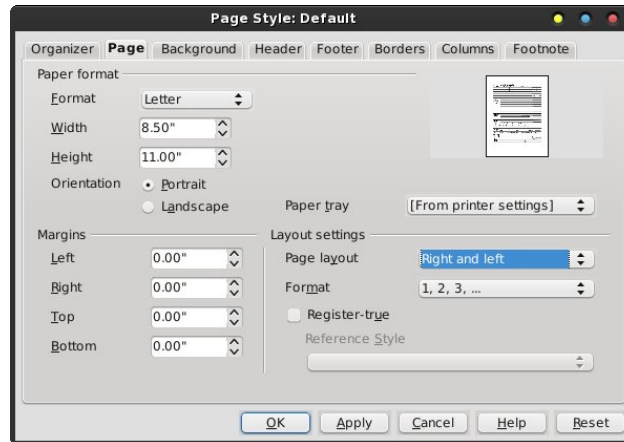 Page Style: Default
Organizer Page Background Header Footer Borders Columns Footnote
Paper format
Format Letter
Width 8.50"
Height 11.00"
Orientation Portrait
Landscape
Paper tray [From printer settings]
Margins
Left 0.00"
Right 0.00"
Top 0.00"
Bottom 0.00"
Layout settings
Page layout Right and left
Format 1, 2, 3, ...
Register-true
Reference Style
OK Apply Cancel Help Reset